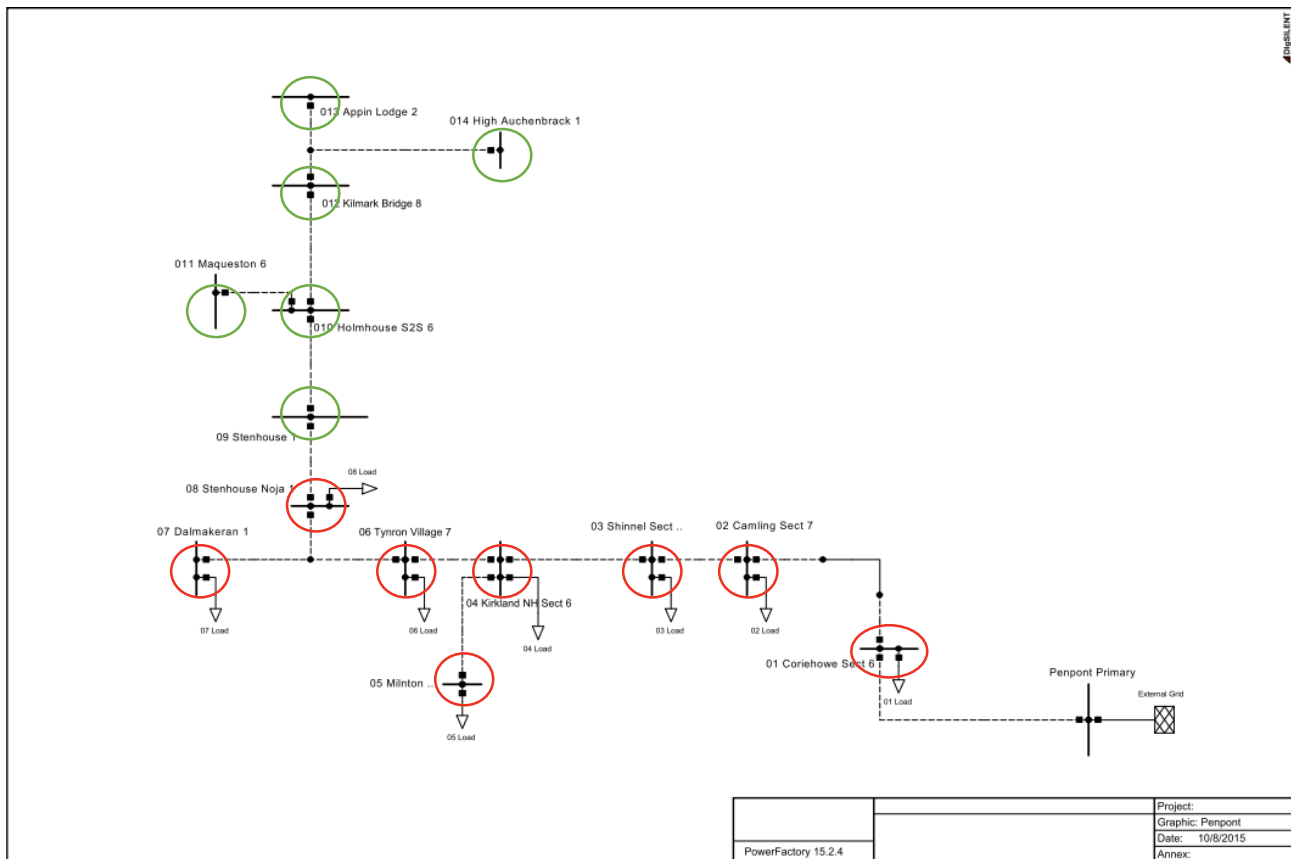 DIgSILENT
013 Appin Lodge 2
014 High Auchenbrack 1
012 Kilmark Bridge 8
011 Maqueston 6
010 Holmhouse S2S 6
09 Stenhouse 1
08 Load
08 Stenhouse Noja 1
07 Dalmakeran 1
06 Tynron Village 7
03 Shinnel Sect ..
02 Camling Sect 7
04 Kirkland NH Sect 6
07 Load
06 Load
04 Load
03 Load
02 Load
01 Coriehowe Sect 6
05 Milnton ..
Penpont Primary
01 Load
External Grid
05 Load
Project:
Graphic: Penpont
Date: 10/8/2015
PowerFactory 15.2.4
Annex: